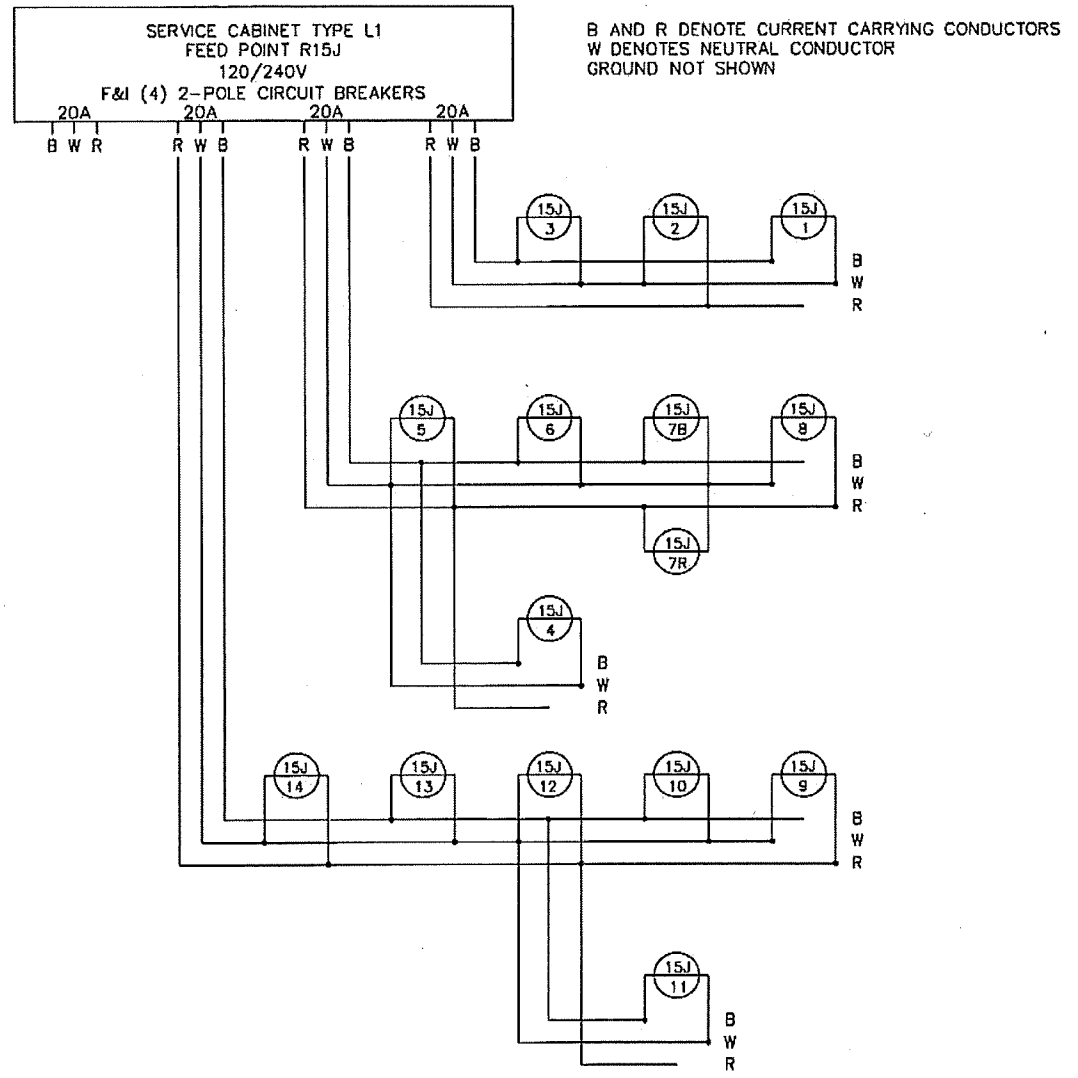 SERVICE CABINET TYPE L1
FEED POINT R15J
120/240V
F&I (4) 2-POLE CIRCUIT BREAKERS
20A 20A 20A 20A
B W R R W B R W B R W B
B AND R DENOTE CURRENT CARRYING CONDUCTORS
W DENOTES NEUTRAL CONDUCTOR
GROUND NOT SHOWN
15J 15J 15J
3 2 1
B
W
R
15J 15J 15J 15J
5 6 7B 8
B
W
R
15J
7R
15J
4
B
W
R
15J 15J 15J 15J 15J
14 13 12 10 9
B
W
R
15J
11
B
W
R